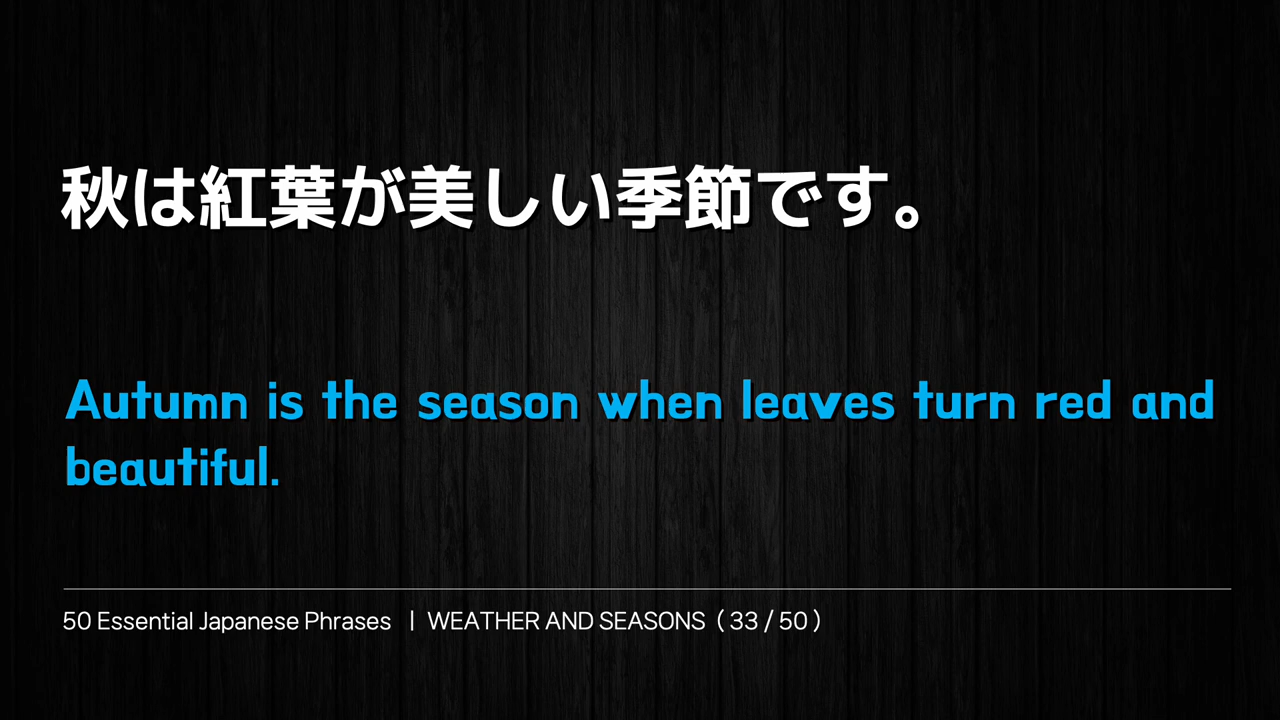 秋は紅葉が美しい季節です。
Autumn is the season when leaves turn red and
beautiful.
50 Essential Japanese Phrases | WEATHER AND SEASONS ( 33 / 50 )